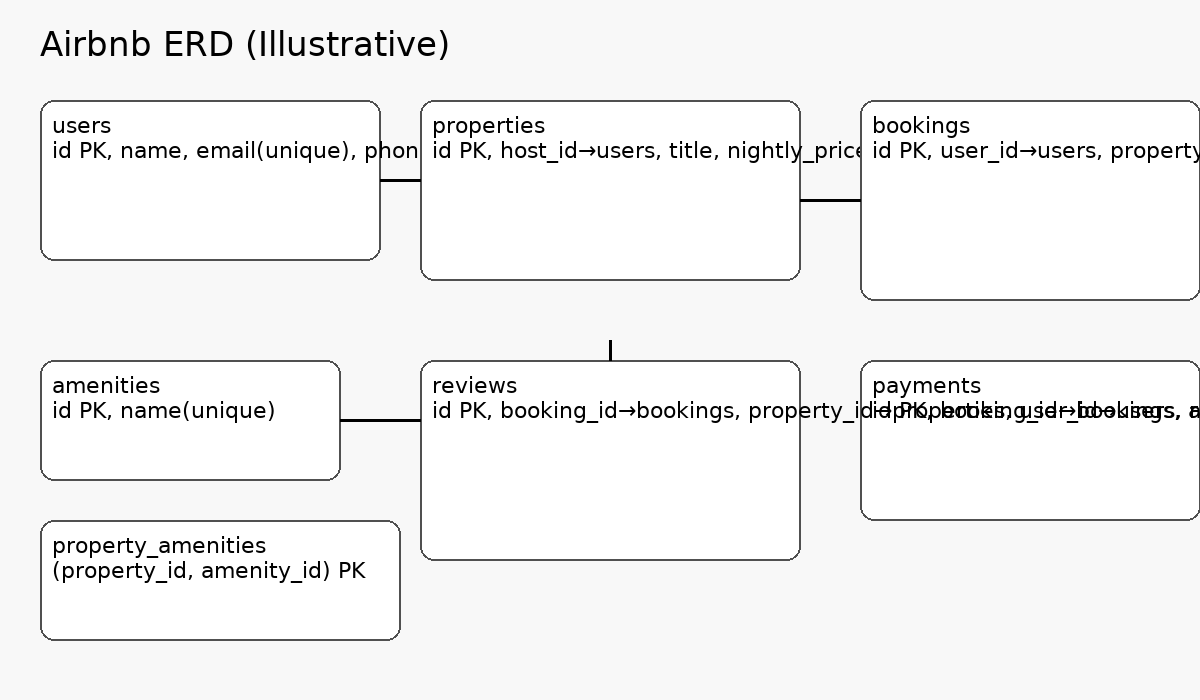 Airbnb ERD (Illustrative)
users
id PK, name, email(unique), phon
properties
id PK, host_id→users, title, nightly_price
bookings
id PK, user_id→users, property
amenities
id PK, name(unique)
reviews
id PK, booking_id→bookings, property_id→properties, user_id→users,
payments
id PK, booking_id→bookings, a
property_amenities
(property_id, amenity_id) PK